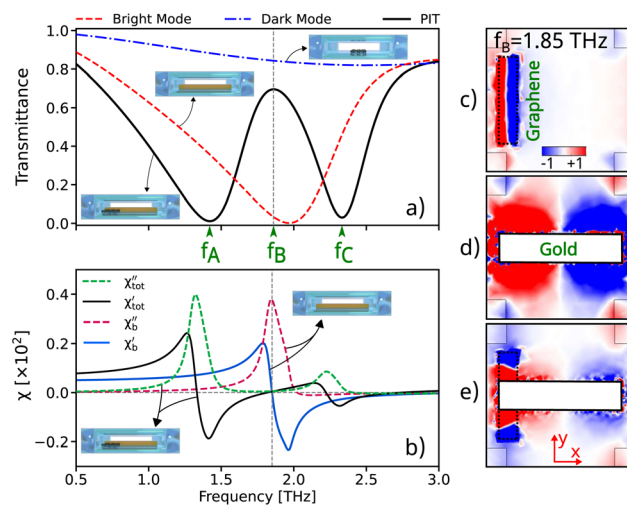 Bright Mode Dark Mode PIT
1.0
0.8
0.6
0.4
0.2
0.0
Transmittance
a)
f_A f_B f_C
χ″_tot
χ′_tot
χ″_b
χ′_b
0.4
0.2
0.0
−0.2
χ [×10²]
b)
0.5 1.0 1.5 2.0 2.5 3.0
Frequency [THz]
f_B=1.85 THz
c)
Graphene
-1 +1
d)
Gold
e)
y
x